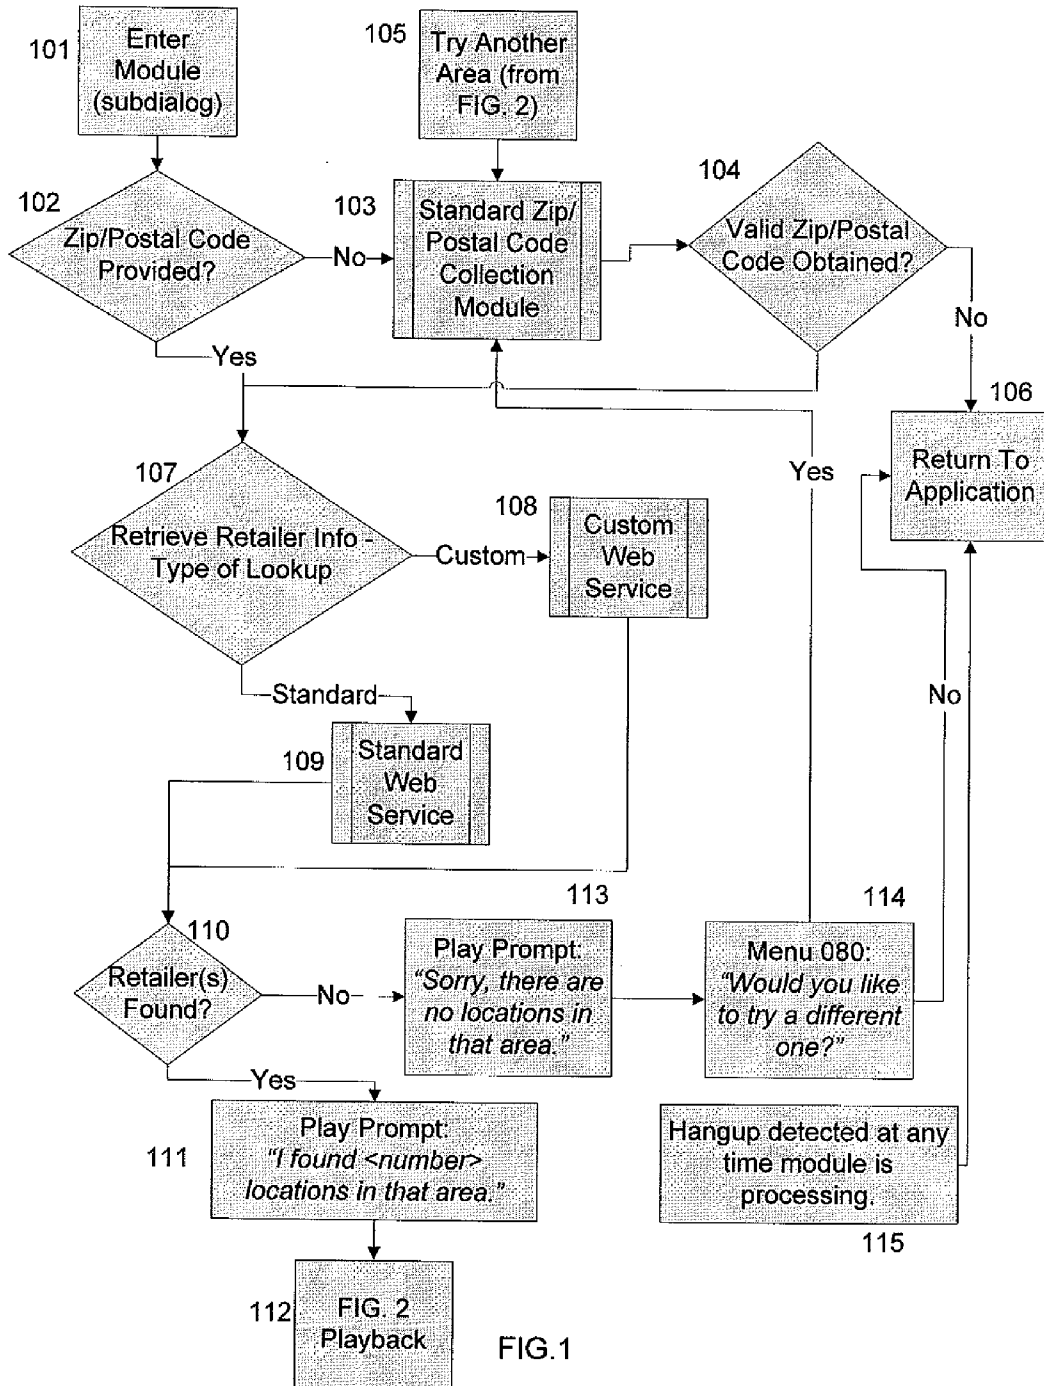 101
Enter
Module
(subdialog)
105
Try Another
Area (from
FIG. 2)
102
Zip/Postal Code
Provided?
No
103
Standard Zip/
Postal Code
Collection
Module
104
Valid Zip/Postal
Code Obtained?
No
Yes
106
Return To
Application
107
Retrieve Retailer Info -
Type of Lookup
Custom
108
Custom
Web
Service
Yes
Standard
109
Standard
Web
Service
No
110
Retailer(s)
Found?
No
113
Play Prompt:
"Sorry, there are
no locations in
that area."
114
Menu 080:
"Would you like
to try a different
one?"
Yes
111
Play Prompt:
"I found <number>
locations in that area."
Hangup detected at any
time module is
processing.
115
112
FIG. 2
Playback
FIG.1